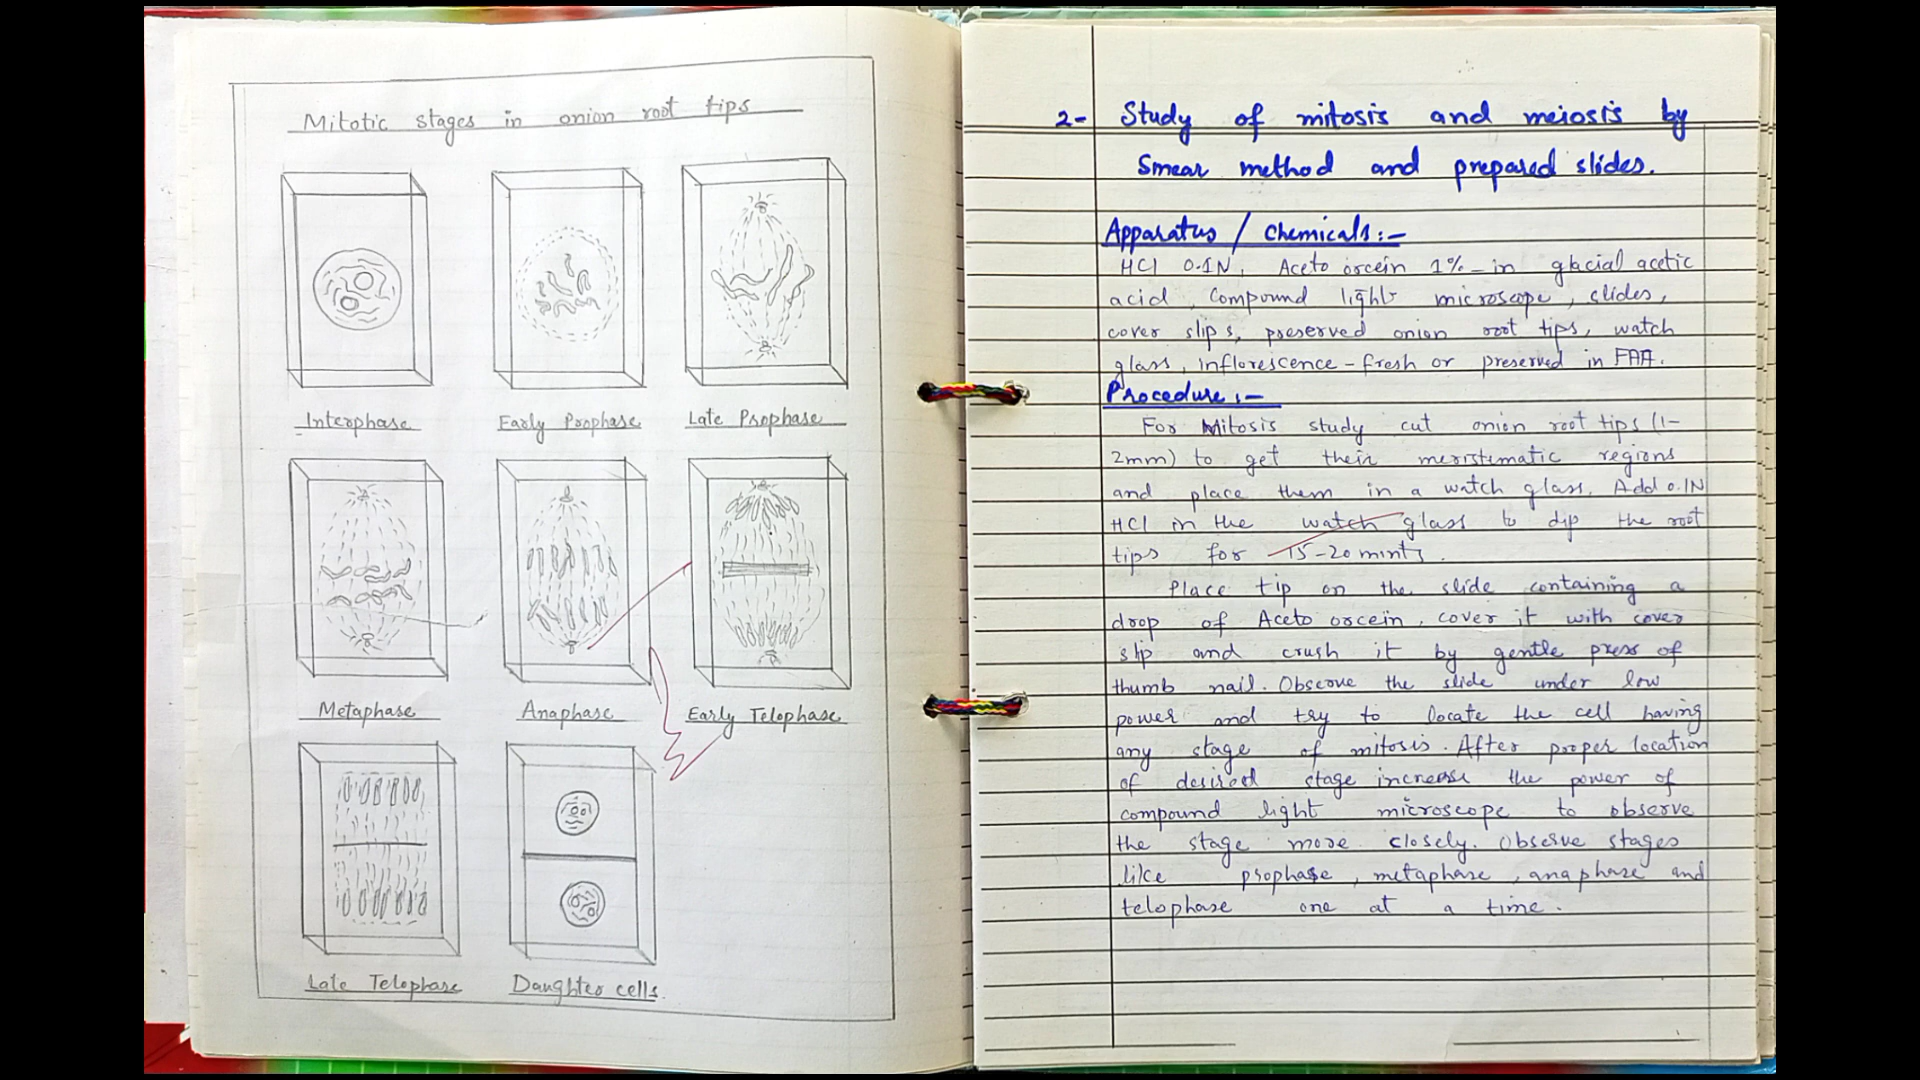 Mitotic stages in onion root tips
Interphase
Early Prophase
Late Prophase
Metaphase
Anaphase
Early Telophase
Late Telophase
Daughter cells.
2- Study of mitosis and meiosis by
Smear method and prepared slides.
Apparatus / Chemicals:-
HCl 0.1N, Aceto orcein 1% in glacial acetic
acid, Compound light microscope, slides,
cover slips, preserved onion root tips, watch
glass, inflorescence - fresh or preserved in FAA.
Procedure:-
For Mitosis study cut onion root tips (1-
2mm) to get their meristematic regions
and place them in a watch glass. Add 0.1N
HCl in the watch glass to dip the root
tips for 15-20 mints.
Place tip on the slide containing a
drop of Aceto orcein, cover it with cover
slip and crush it by gentle press of
thumb nail. Observe the slide under low
power and try to locate the cell having
any stage of mitosis. After proper location
of desired stage increase the power of
compound light microscope to observe
the stage more closely. Observe stages
like prophase, metaphase, anaphase and
telophase one at a time.